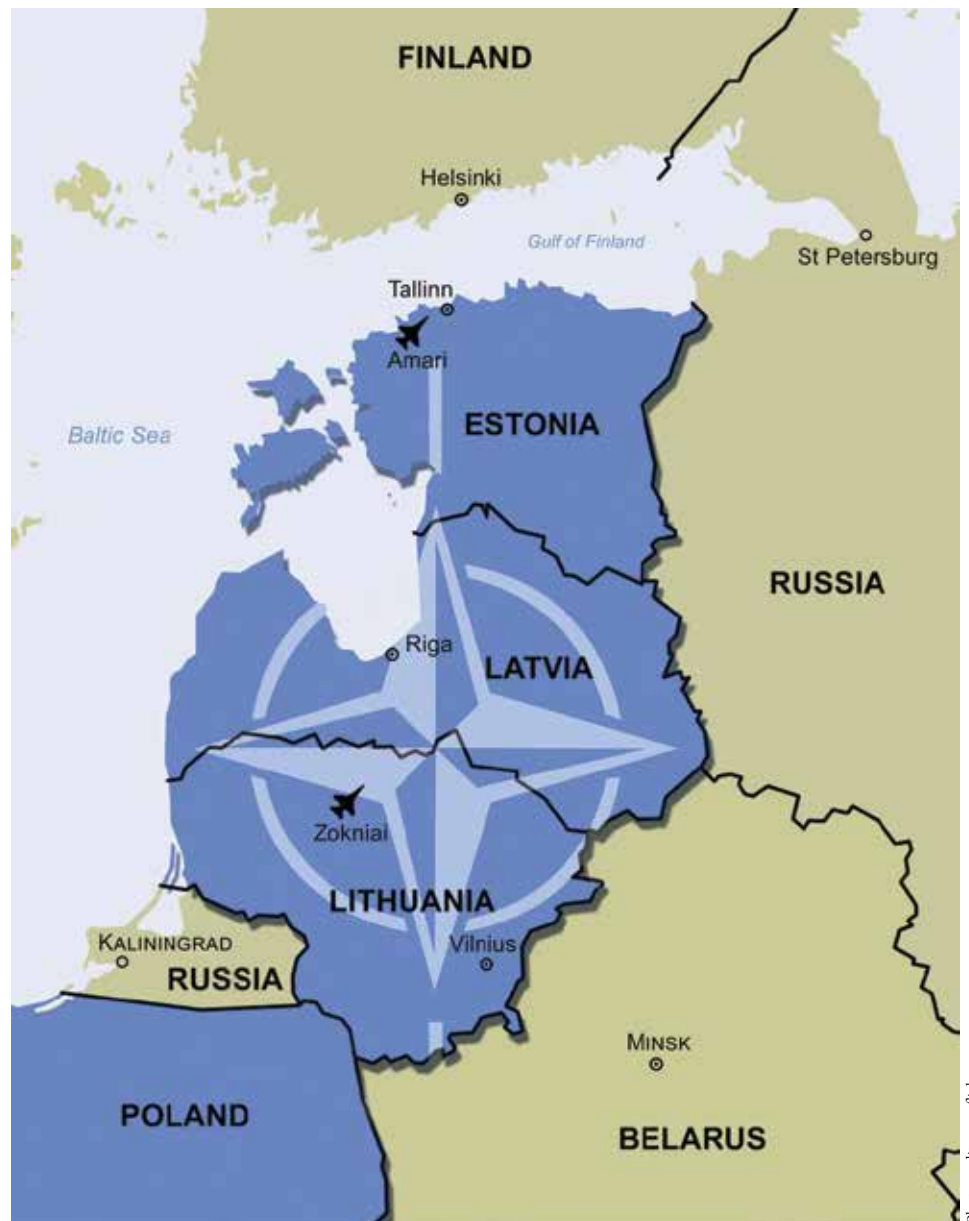 FINLAND
Helsinki
Gulf of Finland
St Petersburg
Tallinn
Amari
ESTONIA
Baltic Sea
RUSSIA
Riga
LATVIA
Zokniai
LITHUANIA
Vilnius
KALININGRAD
RUSSIA
MINSK
POLAND
BELARUS